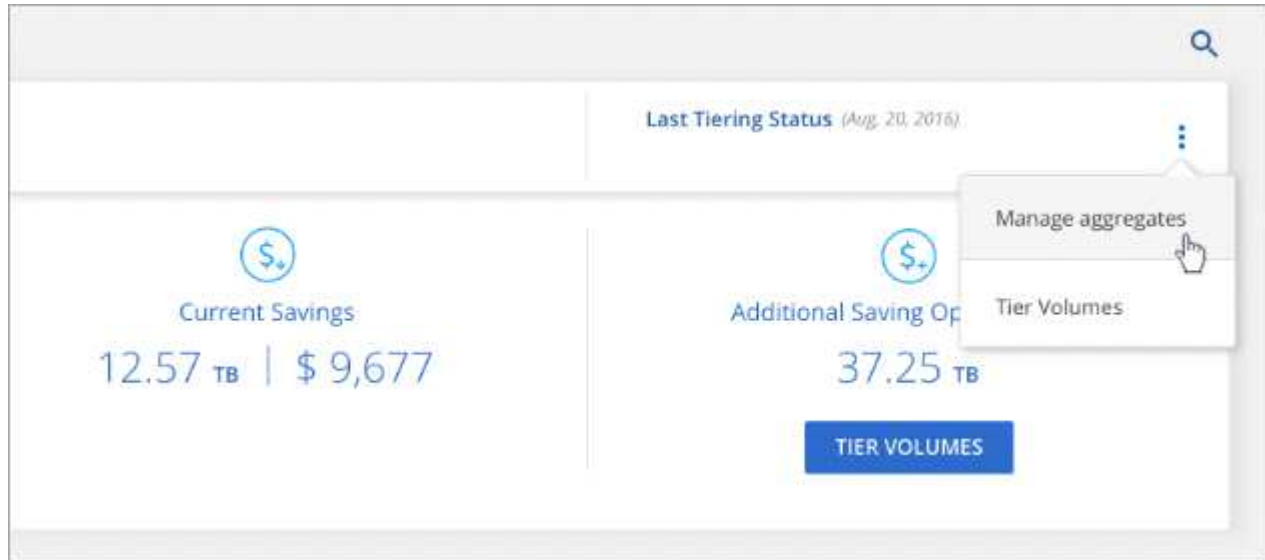 Last Tiering Status (Aug. 20, 2016)
Manage aggregates
Tier Volumes
Current Savings
12.57 TB | $ 9,677
Additional Saving Op
37.25 TB
TIER VOLUMES